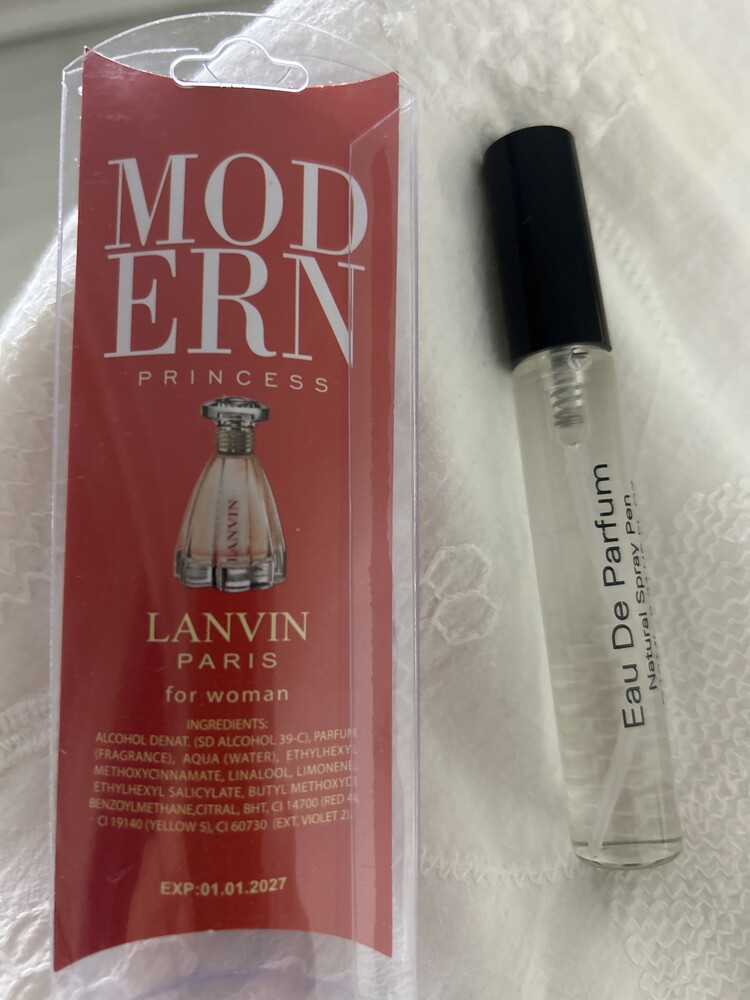 MOD
ERN
PRINCESS
LANVIN
LANVIN
PARIS
for woman
INGREDIENTS:
ALCOHOL DENAT. (SD ALCOHOL 39-C), PARFUM
(FRAGRANCE), AQUA (WATER), ETHYLHEXYL
METHOXYCINNAMATE, LINALOOL, LIMONENE,
ETHYLHEXYL SALICYLATE, BUTYL METHOXYDI
BENZOYLMETHANE,CITRAL, BHT, CI 14700 (RED 4),
CI 19140 (YELLOW 5), CI 60730 (EXT. VIOLET 2).
EXP:01.01.2027
Eau De Parfum
Natural Spray Pen